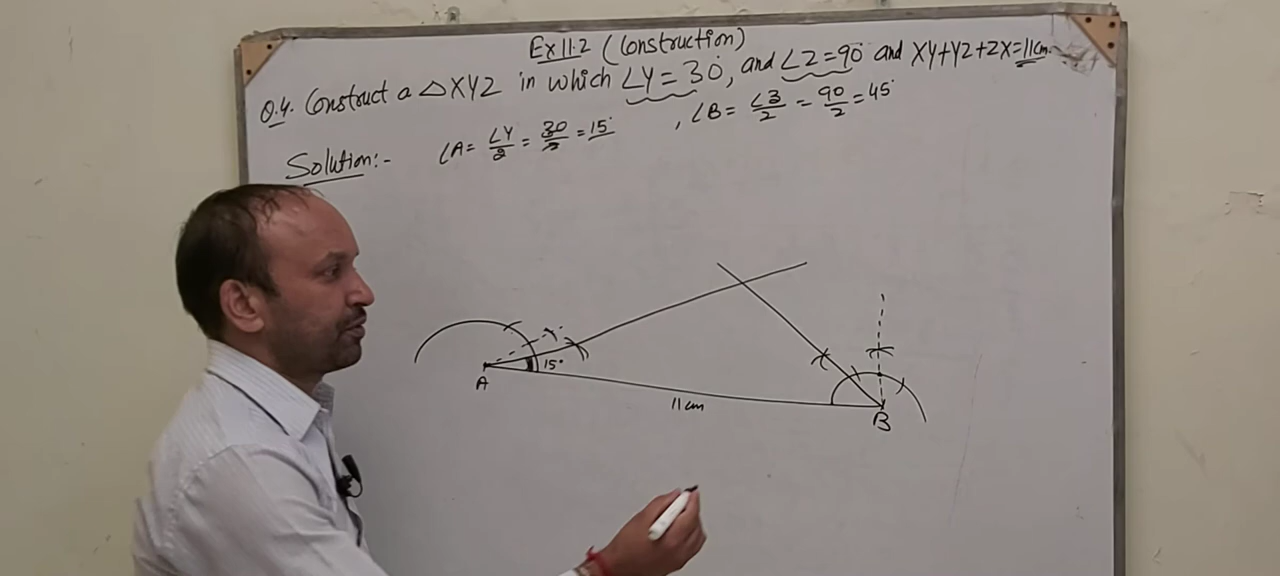 Ex 11.2 (Construction)
Q.4. Construct a △XYZ in which ∠Y = 30°, and ∠Z = 90° and XY+YZ+ZX = 11cm.
Solution:- ∠A = ∠Y/2 = 30/2 = 15°, ∠B = ∠3/2 = 90/2 = 45°
15°
A
11cm
B